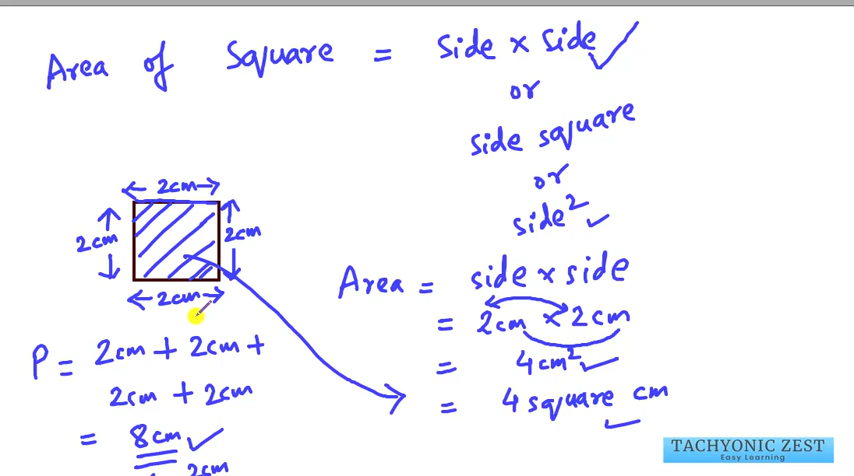 Area of Square = side × side
or
side square
or
side²
2cm
2cm
2cm
2cm
Area = side × side
= 2cm × 2cm
= 4cm²
= 4 square cm
P = 2cm + 2cm +
2cm + 2cm
= 8cm
2cm
TACHYONIC ZEST
Easy Learning